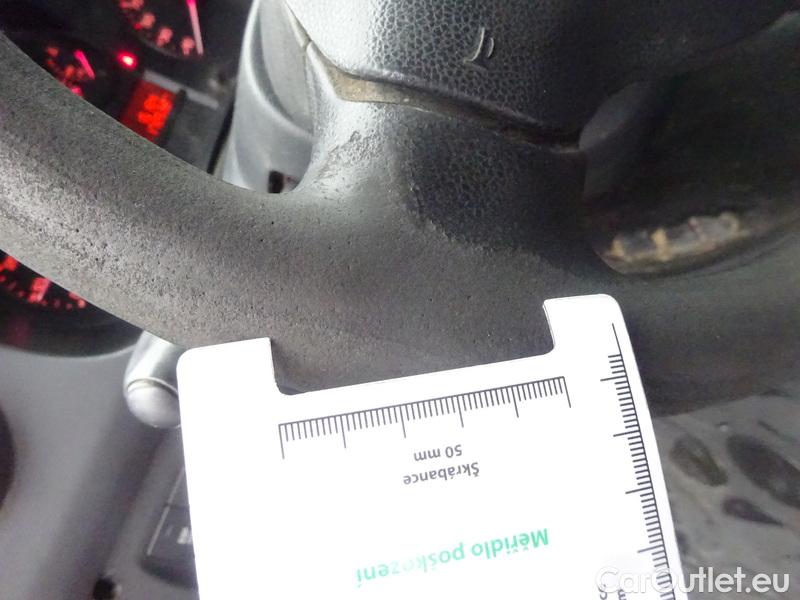 Škrábance
50 mm
Měřidlo poškození
CarOutlet.eu